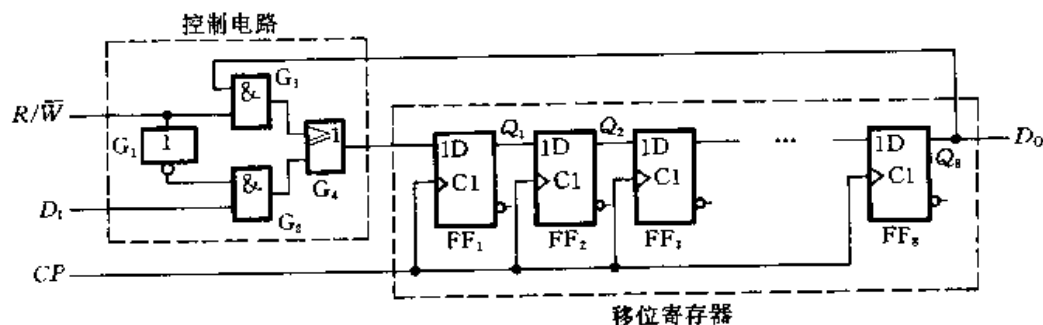 控制电路
R/W̅
G₁
1
&
G₃
≥1
G₄
&
G₂
Dᵢ
CP
1D
C1
FF₁
Q₁
1D
C1
FF₂
Q₂
1D
C1
FF₃
...
1D
C1
FF₈
Q₈
D₀
移位寄存器